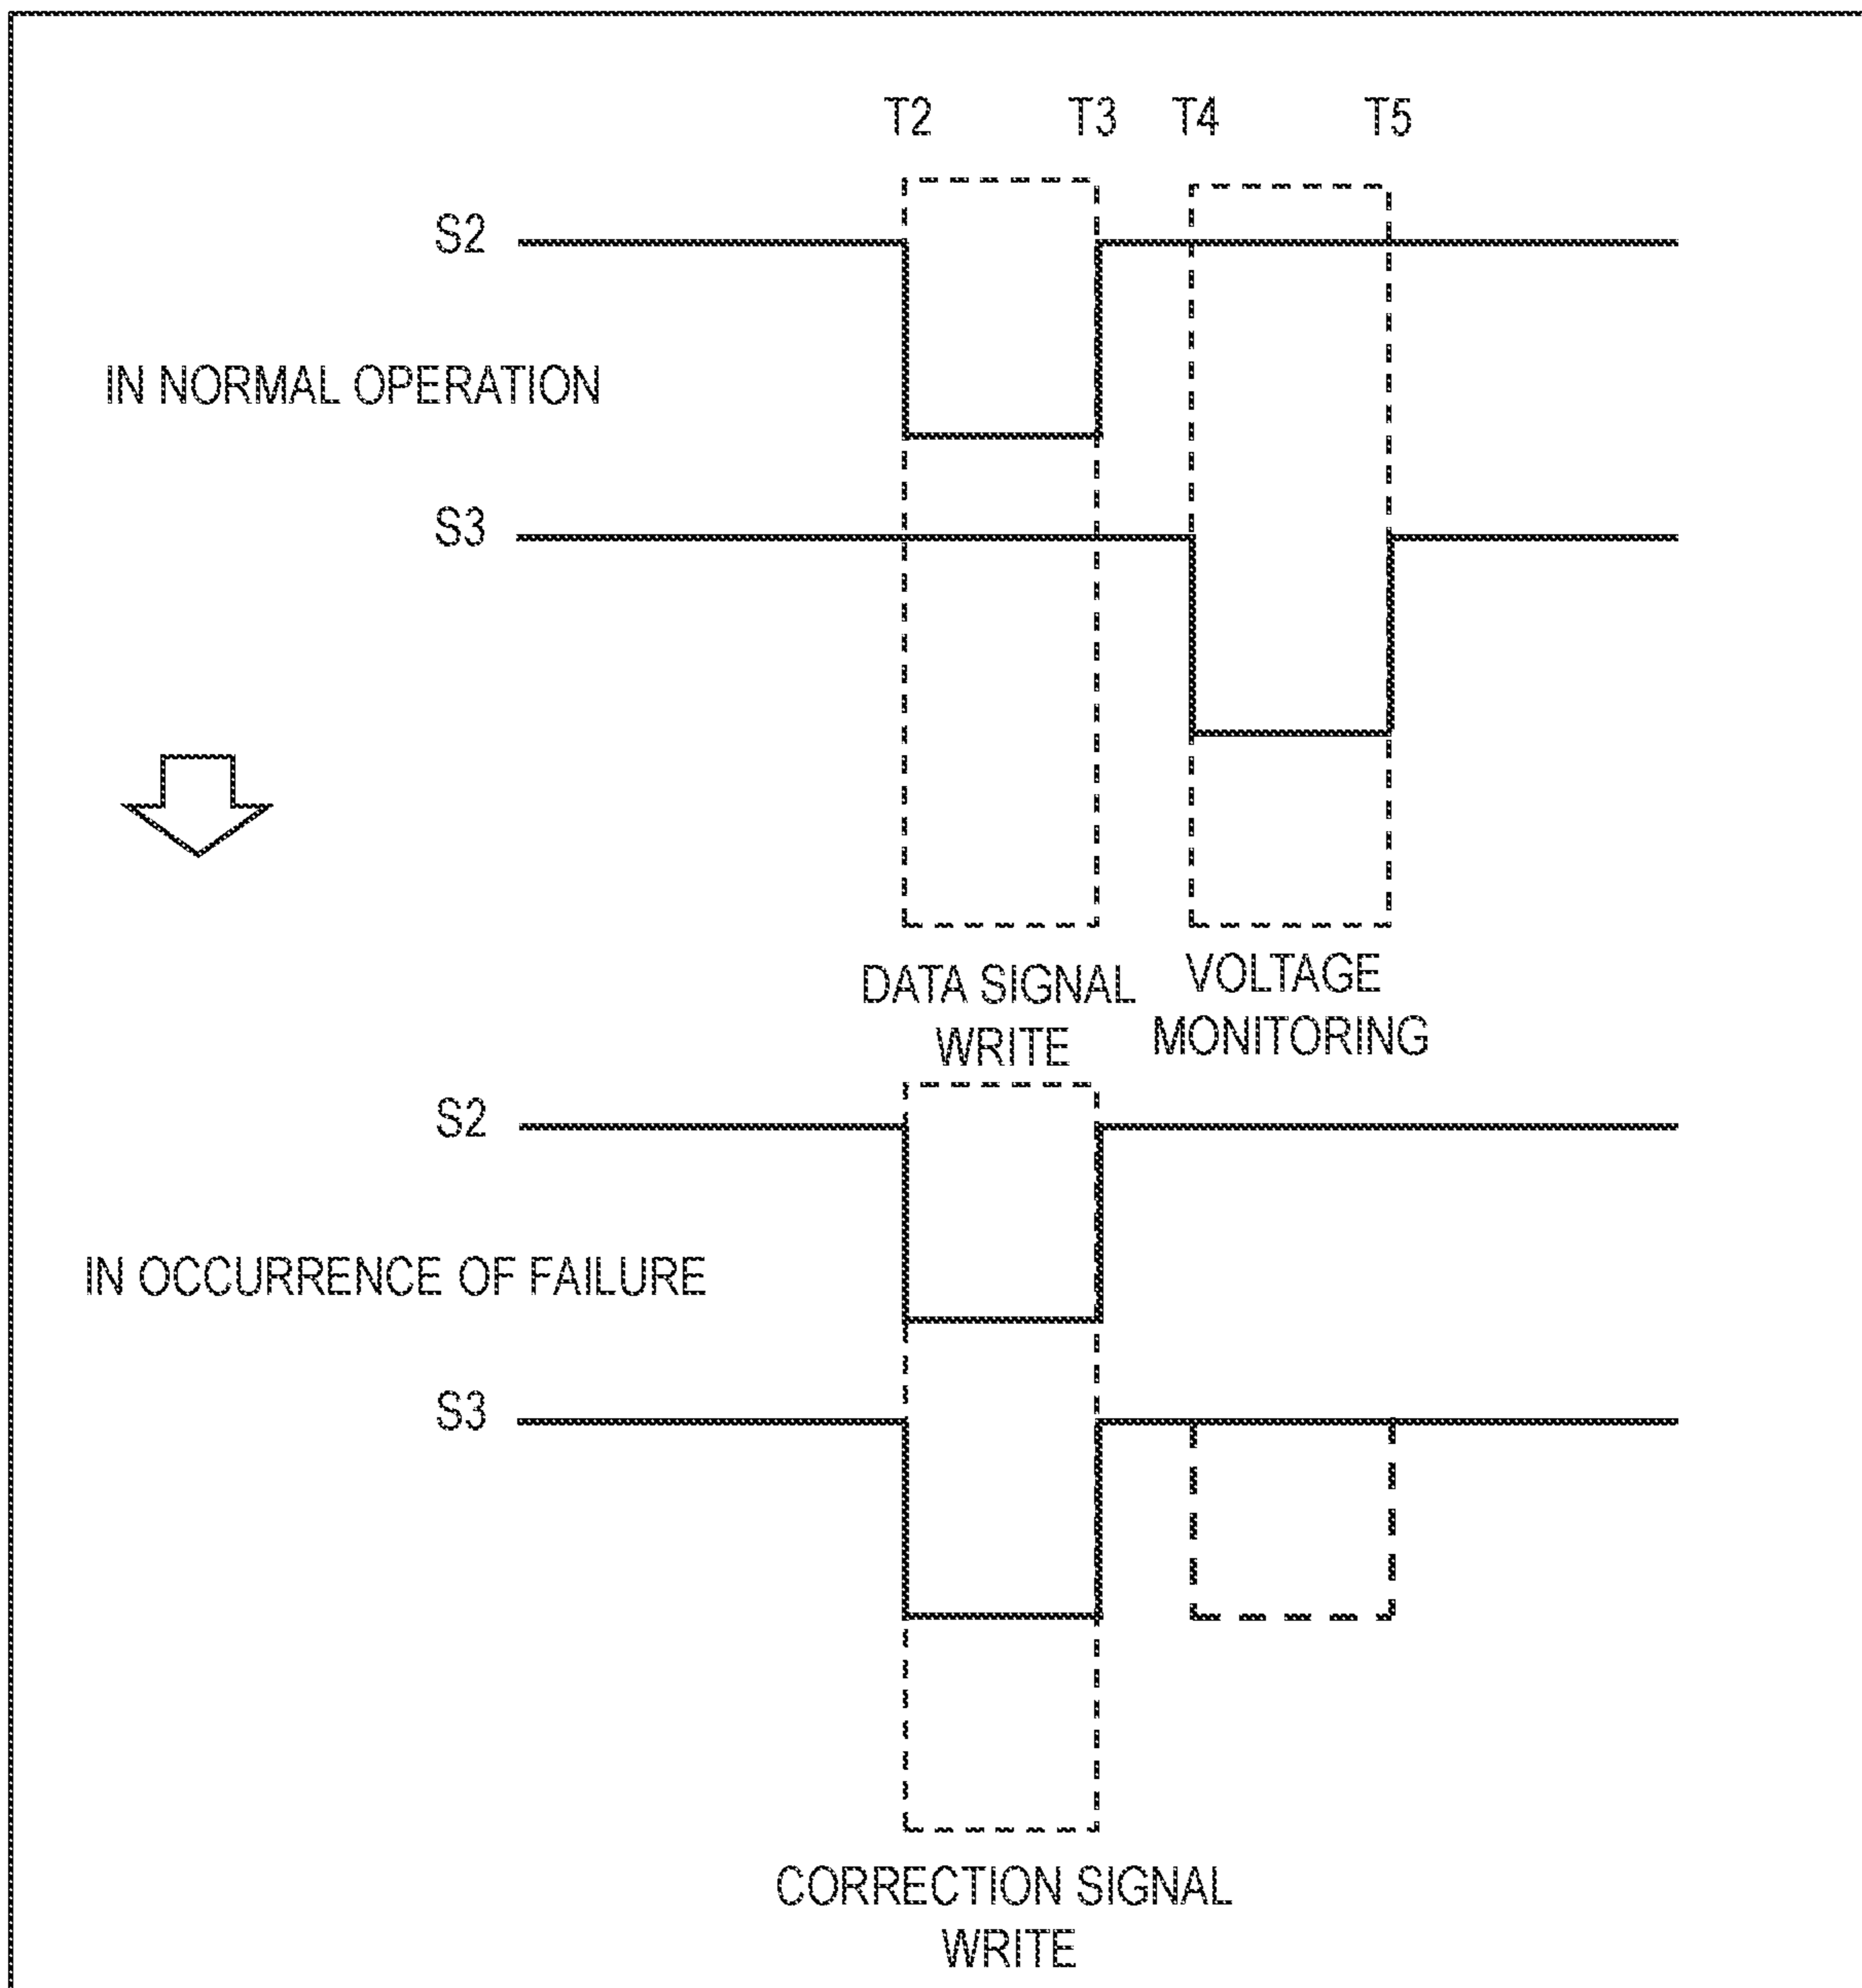 T2 T3 T4 T5
S2
IN NORMAL OPERATION
S3
DATA SIGNAL
WRITE
VOLTAGE
MONITORING
S2
IN OCCURRENCE OF FAILURE
S3
CORRECTION SIGNAL
WRITE